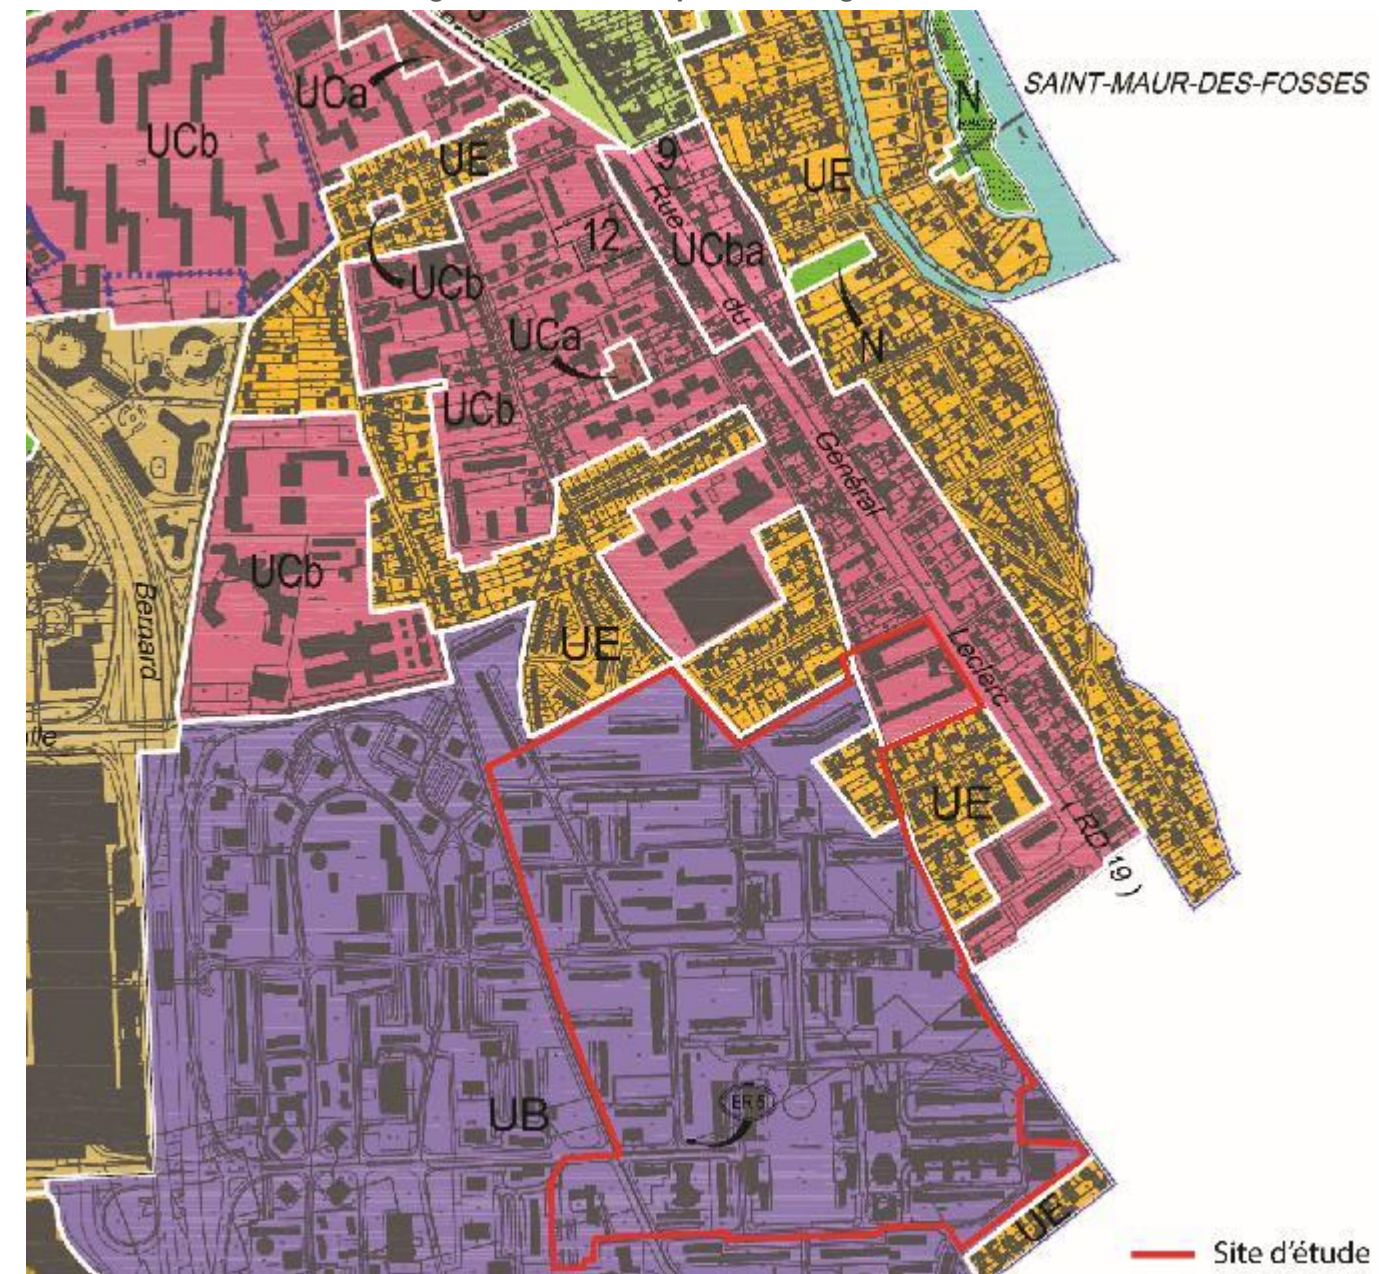 SAINT-MAUR-DES-FOSSES
UCa
N
UCb
UE
9
UE
Rue
12
UCba
UCb
du
UCa
N
UCb
Général
UCb
Bernard
UE
Leclerc
UE
( RD 19 )
ER 5
UB
UE
Site d'étude